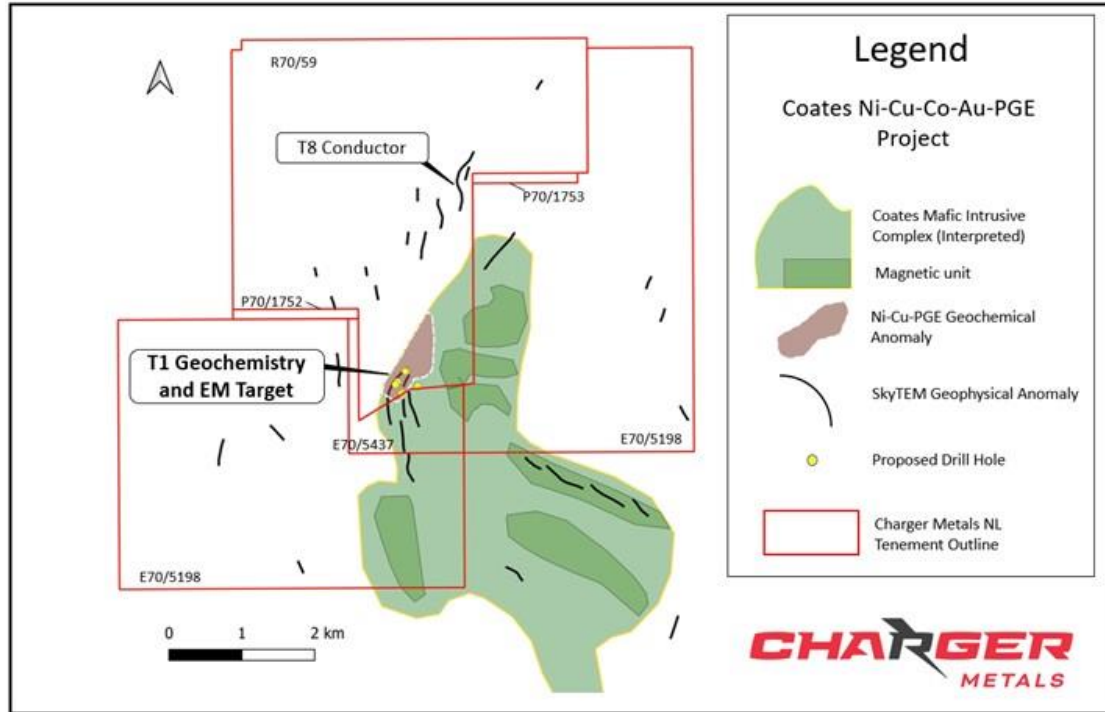 R70/59
T8 Conductor
P70/1753
P70/1752
T1 Geochemistry
and EM Target
E70/5437
E70/5198
E70/5198
0 1 2 km
Legend
Coates Ni-Cu-Co-Au-PGE
Project
Coates Mafic Intrusive
Complex (Interpreted)
Magnetic unit
Ni-Cu-PGE Geochemical
Anomaly
SkyTEM Geophysical Anomaly
Proposed Drill Hole
Charger Metals NL
Tenement Outline
CHARGER
METALS